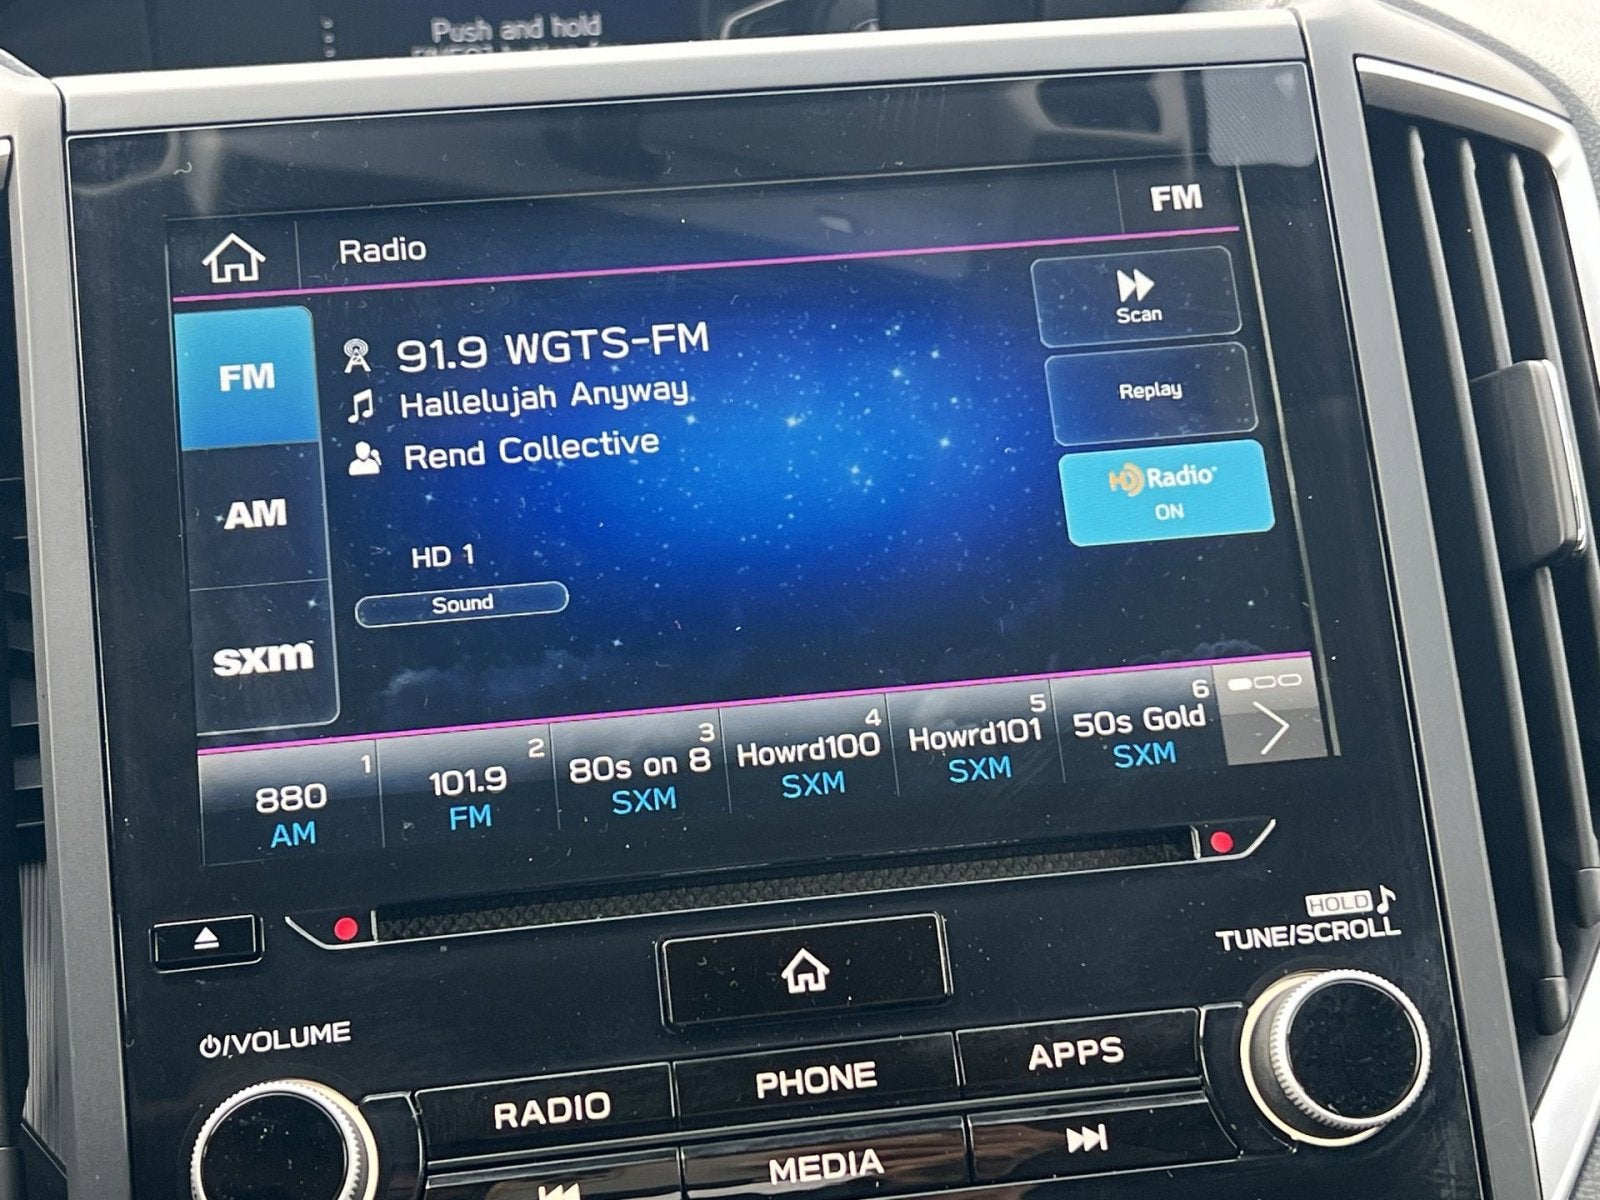 Push and hold
Radio
FM
FM
AM
sxm
91.9 WGTS-FM
Hallelujah Anyway
Rend Collective
HD 1
Sound
Scan
Replay
HD Radio
ON
1
880
AM
2
101.9
FM
3
80s on 8
SXM
4
Howrd100
SXM
5
Howrd101
SXM
6
50s Gold
SXM
HOLD
TUNE/SCROLL
/VOLUME
RADIO
PHONE
APPS
MEDIA